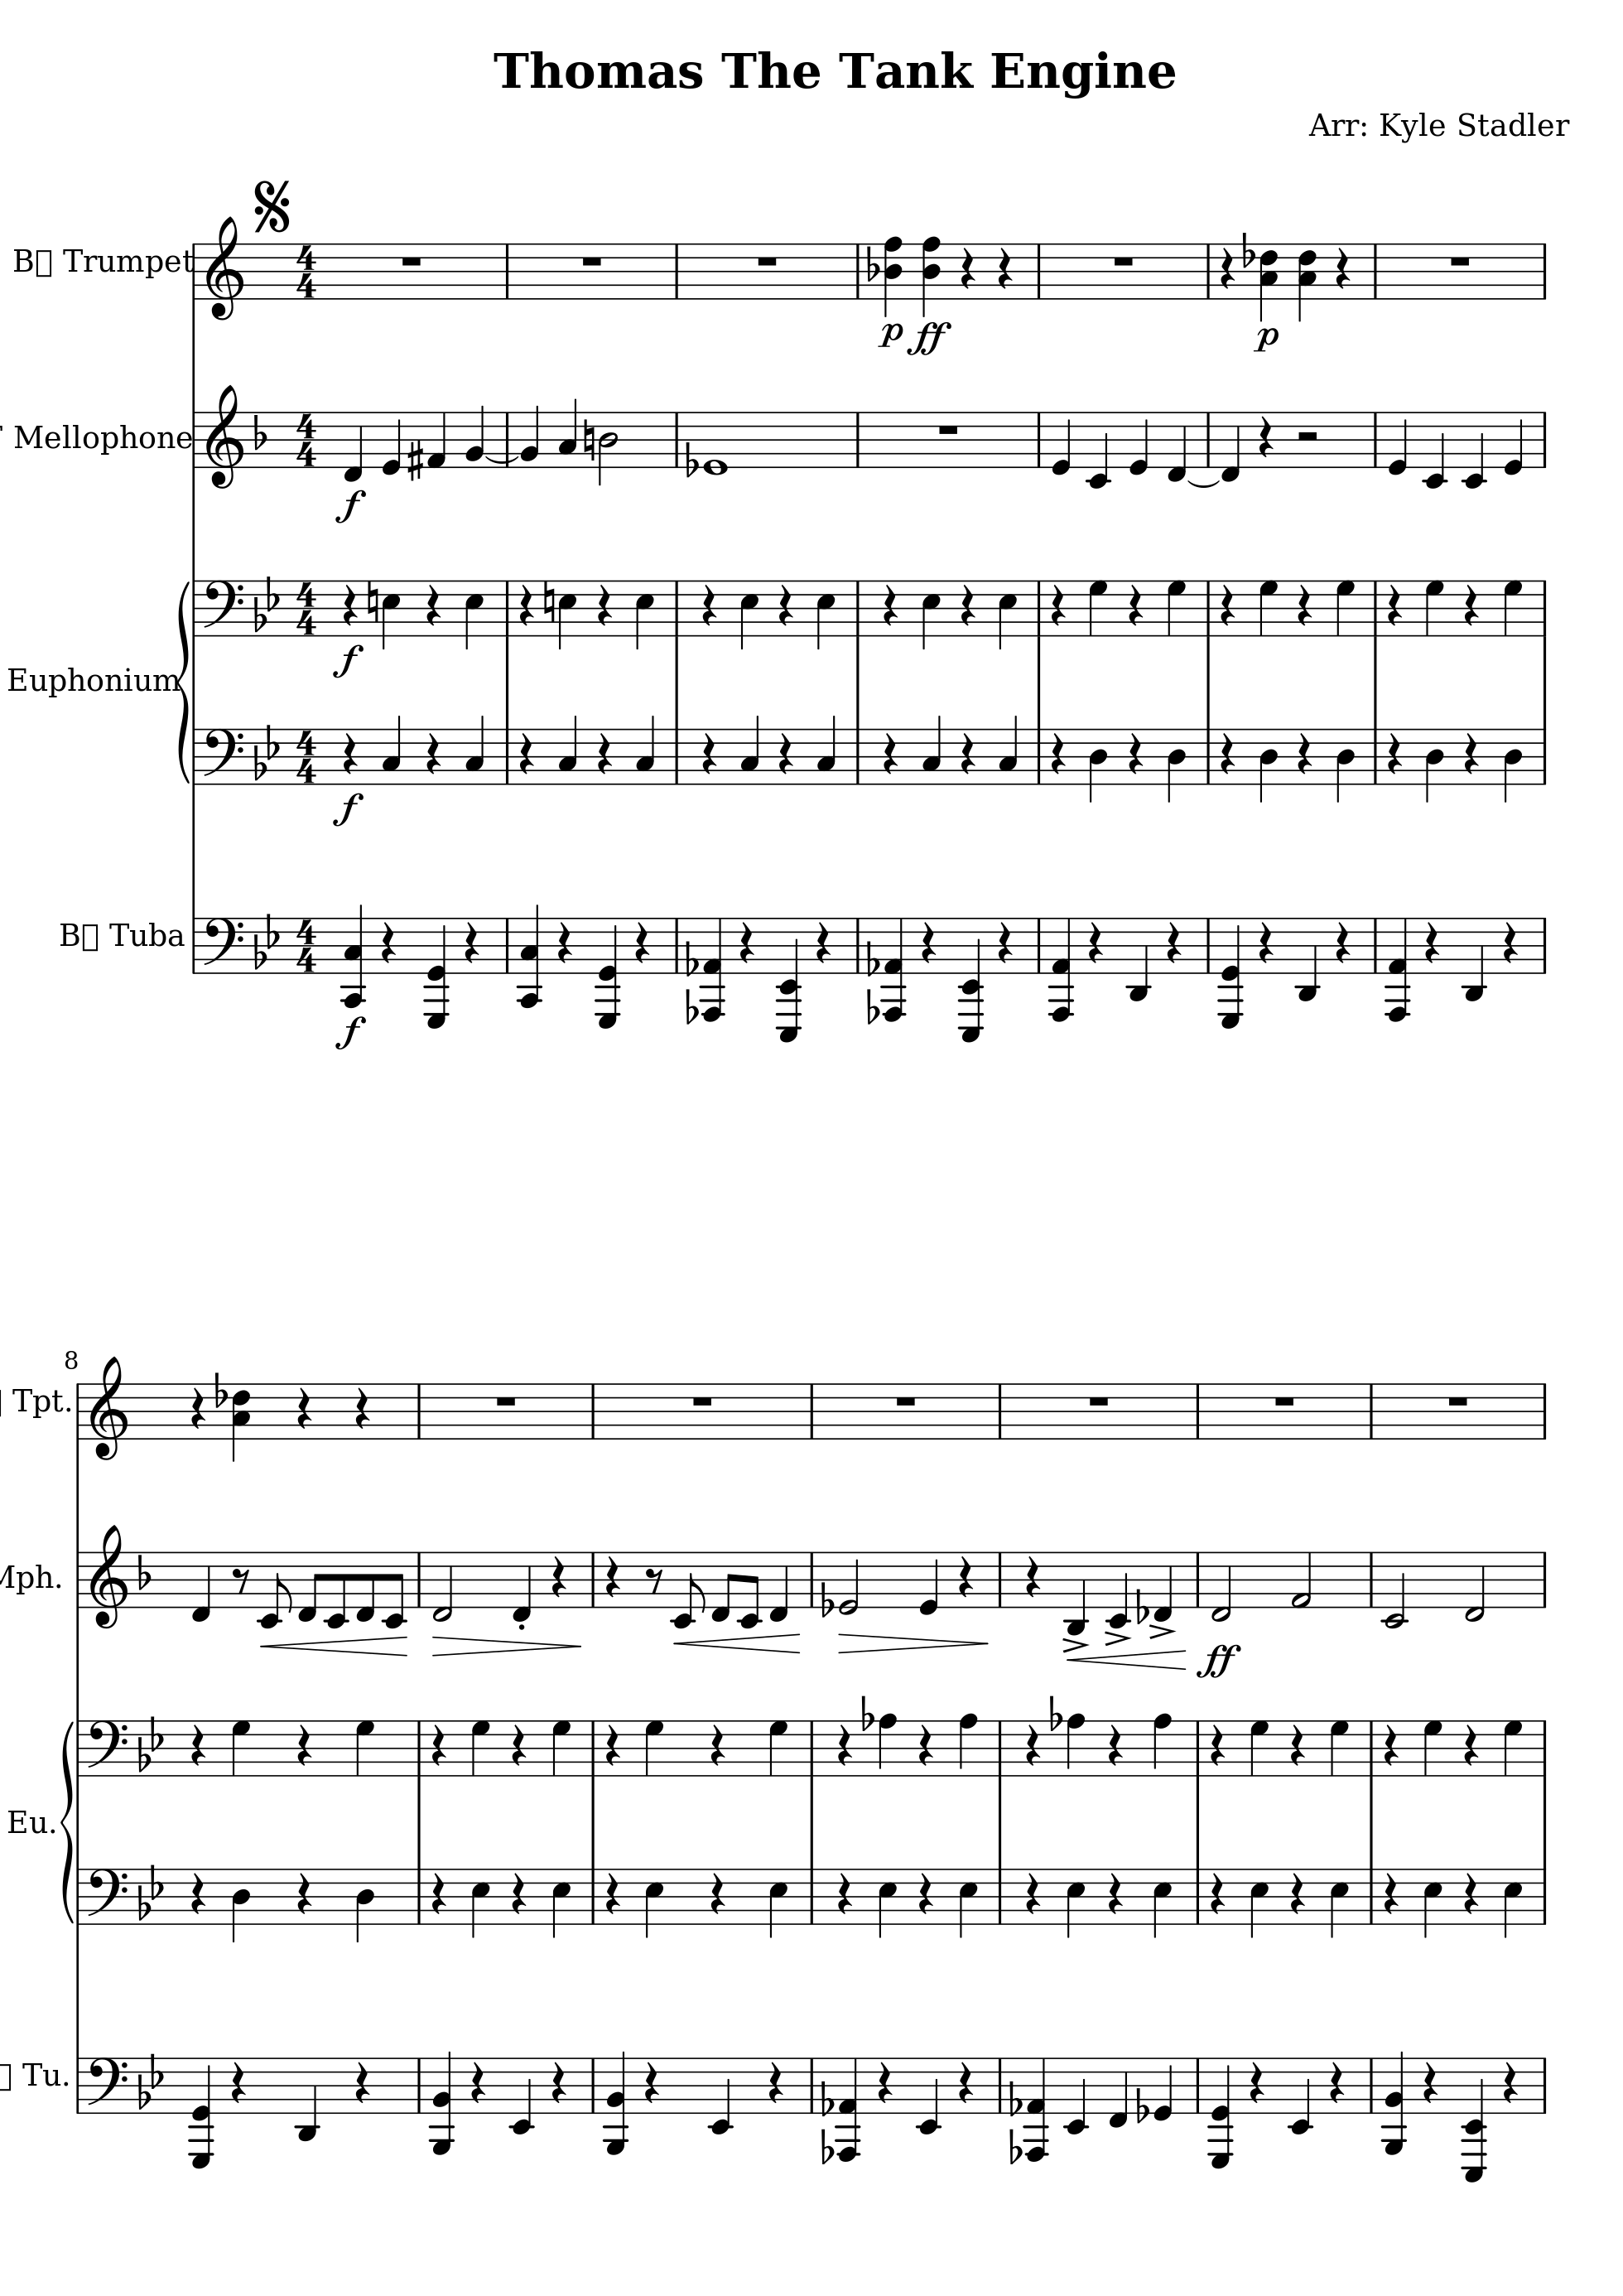 Thomas The Tank Engine
Arr: Kyle Stadler
B▯ Trumpet
Mellophone
Euphonium
B▯ Tuba
f
p ff
p
f
f
f
8
Tpt.
Mph.
Eu.
Tu.
ff